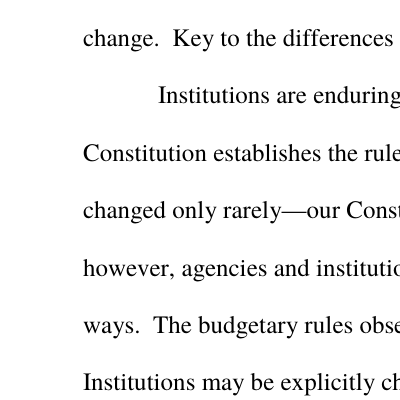 change.  Key to the differences
Institutions are enduring
Constitution establishes the rule
changed only rarely—our Const
however, agencies and institutio
ways.  The budgetary rules obse
Institutions may be explicitly ch